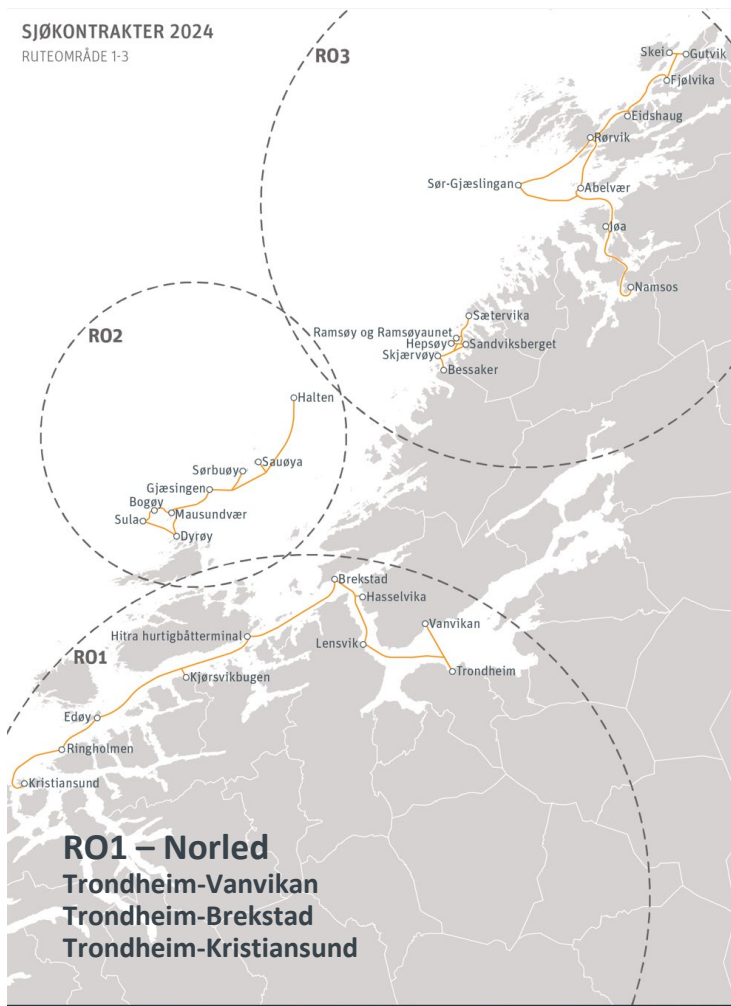 SJØKONTRAKTER 2024
RUTEOMRÅDE 1-3
RO3
Skei
Gutvik
Fjølvika
Eidshaug
Rørvik
Sør-Gjæslingan
Abelvær
Jøa
Namsos
Sætervika
Ramsøy og Ramsøyaunet
Hepsøy
Sandviksberget
Skjærvøy
Bessaker
RO2
Halten
Sauøya
Sørbuøy
Gjæsingen
Bogøy
Mausundvær
Sula
Dyrøy
Brekstad
Hasselvika
Vanvikan
Hitra hurtigbåtterminal
Lensvik
RO1
Trondheim
Kjørsvikbugen
Edøy
Ringholmen
Kristiansund
RO1 – Norled
Trondheim-Vanvikan
Trondheim-Brekstad
Trondheim-Kristiansund